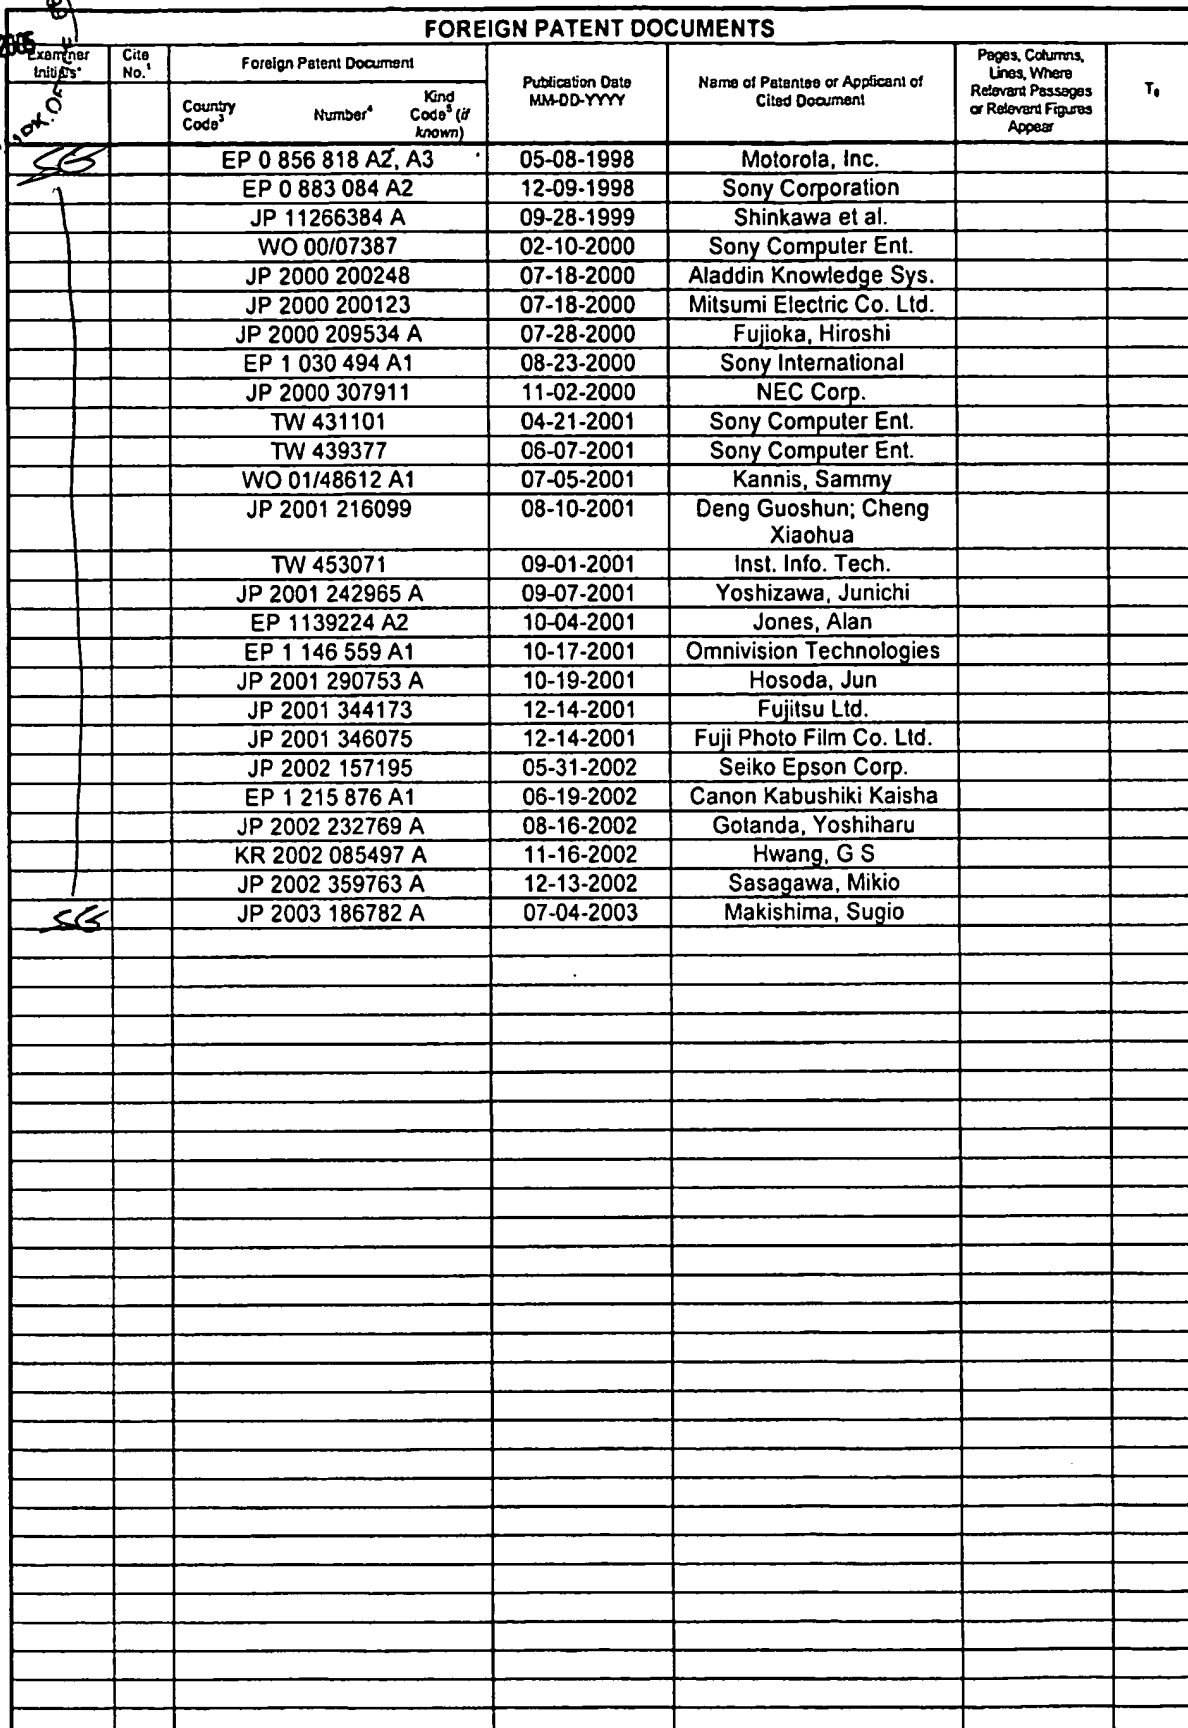 FOREIGN PATENT DOCUMENTS
Examiner Initials* Cite No.¹ Foreign Patent Document Publication Date MM-DD-YYYY Name of Patentee or Applicant of Cited Document Pages, Columns, Lines, Where Relevant Passages or Relevant Figures Appear T₆
Country Code³ Number⁴ Kind Code⁵ (if known)
SG EP 0 856 818 A2, A3 05-08-1998 Motorola, Inc.
EP 0 883 084 A2 12-09-1998 Sony Corporation
JP 11266384 A 09-28-1999 Shinkawa et al.
WO 00/07387 02-10-2000 Sony Computer Ent.
JP 2000 200248 07-18-2000 Aladdin Knowledge Sys.
JP 2000 200123 07-18-2000 Mitsumi Electric Co. Ltd.
JP 2000 209534 A 07-28-2000 Fujioka, Hiroshi
EP 1 030 494 A1 08-23-2000 Sony International
JP 2000 307911 11-02-2000 NEC Corp.
TW 431101 04-21-2001 Sony Computer Ent.
TW 439377 06-07-2001 Sony Computer Ent.
WO 01/48612 A1 07-05-2001 Kannis, Sammy
JP 2001 216099 08-10-2001 Deng Guoshun; Cheng
Xiaohua
TW 453071 09-01-2001 Inst. Info. Tech.
JP 2001 242965 A 09-07-2001 Yoshizawa, Junichi
EP 1139224 A2 10-04-2001 Jones, Alan
EP 1 146 559 A1 10-17-2001 Omnivision Technologies
JP 2001 290753 A 10-19-2001 Hosoda, Jun
JP 2001 344173 12-14-2001 Fujitsu Ltd.
JP 2001 346075 12-14-2001 Fuji Photo Film Co. Ltd.
JP 2002 157195 05-31-2002 Seiko Epson Corp.
EP 1 215 876 A1 06-19-2002 Canon Kabushiki Kaisha
JP 2002 232769 A 08-16-2002 Gotanda, Yoshiharu
KR 2002 085497 A 11-16-2002 Hwang, G S
JP 2002 359763 A 12-13-2002 Sasagawa, Mikio
SG JP 2003 186782 A 07-04-2003 Makishima, Sugio